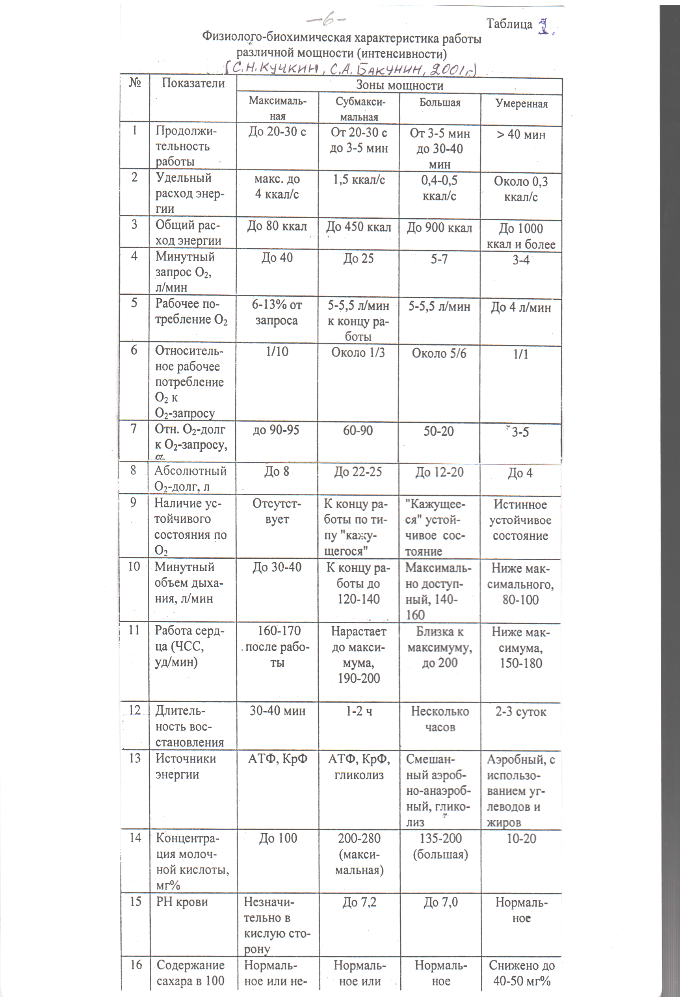 –6–
Таблица 1.
Физиолого-биохимическая характеристика работы
различной мощности (интенсивности)
(С.Н.Кучкин, С.А.Бакунин, 2001г.)
№ Показатели Зоны мощности
Максималь-
ная
Субмакси-
мальная
Большая
Умеренная
1
Продолжи-
тельность
работы
До 20-30 с
От 20-30 с
до 3-5 мин
От 3-5 мин
до 30-40
мин
> 40 мин
2
Удельный
расход энер-
гии
макс. до
4 ккал/с
1,5 ккал/с
0,4-0,5
ккал/с
Около 0,3
ккал/с
3
Общий рас-
ход энергии
До 80 ккал
До 450 ккал
До 900 ккал
До 1000
ккал и более
4
Минутный
запрос O₂,
л/мин
До 40
До 25
5-7
3-4
5
Рабочее по-
требление O₂
6-13% от
запроса
5-5,5 л/мин
к концу ра-
боты
5-5,5 л/мин
До 4 л/мин
6
Относитель-
ное рабочее
потребление
O₂ к
O₂-запросу
1/10
Около 1/3
Около 5/6
1/1
7
Отн. O₂-долг
к O₂-запросу,
до 90-95
60-90
50-20
3-5
8
Абсолютный
O₂-долг, л
До 8
До 22-25
До 12-20
До 4
9
Наличие ус-
тойчивого
состояния по
O₂
Отсутст-
вует
К концу ра-
боты по ти-
пу "кажу-
щегося"
"Кажущее-
ся" устой-
чивое сос-
тояние
Истинное
устойчивое
состояние
10
Минутный
объем дыха-
ния, л/мин
До 30-40
К концу ра-
боты до
120-140
Максималь-
но доступ-
ный, 140-
160
Ниже мак-
симального,
80-100
11
Работа серд-
ца (ЧСС,
уд/мин)
160-170
после рабо-
ты
Нарастает
до макси-
мума,
190-200
Близка к
максимуму,
до 200
Ниже мак-
симума,
150-180
12
Длитель-
ность вос-
становления
30-40 мин
1-2 ч
Несколько
часов
2-3 суток
13
Источники
энергии
АТФ, КрФ
АТФ, КрФ,
гликолиз
Смешан-
ный аэроб-
но-анаэроб-
ный, глико-
лиз
Аэробный, с
использо-
ванием уг-
леводов и
жиров
14
Концентра-
ция молоч-
ной кислоты,
мг%
До 100
200-280
(макси-
мальная)
135-200
(большая)
10-20
15
РН крови
Незначи-
тельно в
кислую сто-
рону
До 7,2
До 7,0
Нормаль-
ное
16
Содержание
сахара в 100
Нормаль-
ное или не-
Нормаль-
ное или
Нормаль-
ное
Снижено до
40-50 мг%